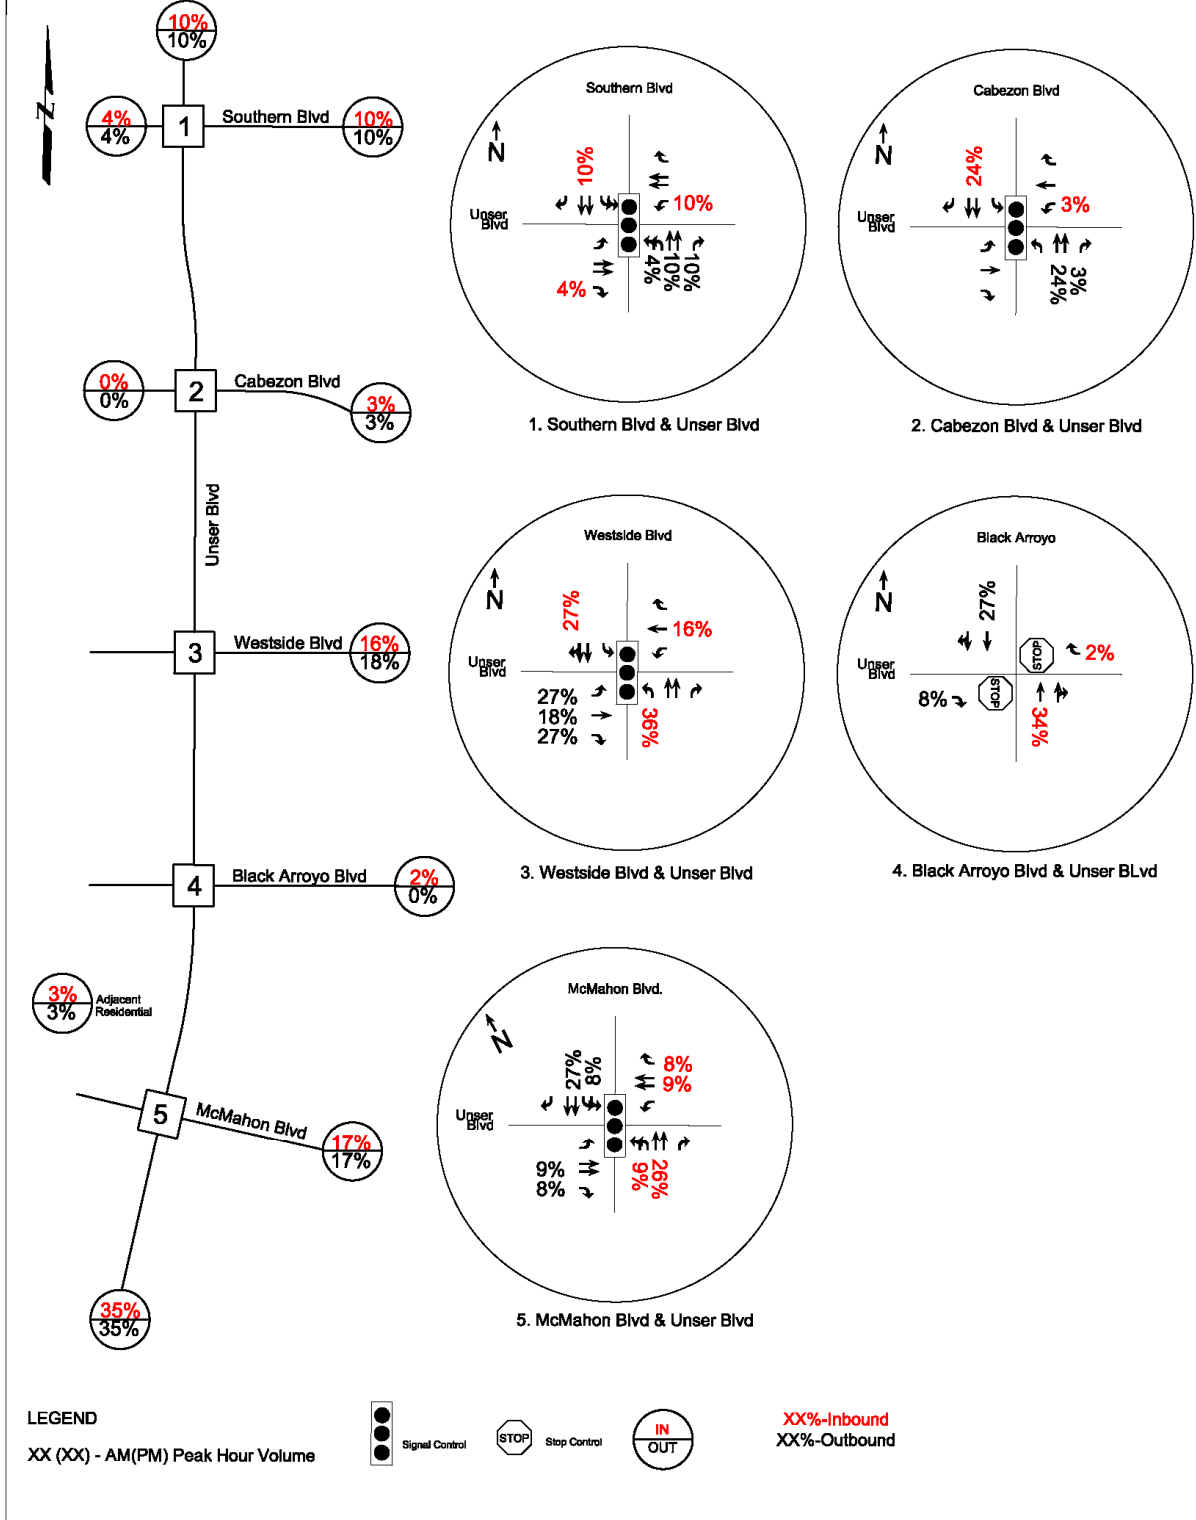 10%
10%
4%
4%
1
Southern Blvd
10%
10%
N
0%
0%
2
Cabezon Blvd
3%
3%
Unser Blvd
3
Westside Blvd
16%
18%
4
Black Arroyo Blvd
2%
0%
3%
3%
Adjacent
Residential
5
McMahon Blvd
17%
17%
35%
35%
Southern Blvd
N
10%
10%
Unser
Blvd
4%
4%
10%
10%
1. Southern Blvd & Unser Blvd
Cabezon Blvd
N
24%
3%
Unser
Blvd
24%
3%
2. Cabezon Blvd & Unser Blvd
Westside Blvd
N
27%
16%
Unser
Blvd
27%
18%
27%
36%
3. Westside Blvd & Unser Blvd
Black Arroyo
N
27%
STOP
2%
Unser
Blvd
8%
STOP
34%
4. Black Arroyo Blvd & Unser BLvd
McMahon Blvd.
N
27%
8%
8%
9%
Unser
Blvd
9%
8%
9%
26%
5. McMahon Blvd & Unser Blvd
LEGEND
XX (XX) - AM(PM) Peak Hour Volume
Signal Control
STOP
Stop Control
IN
OUT
XX%-Inbound
XX%-Outbound